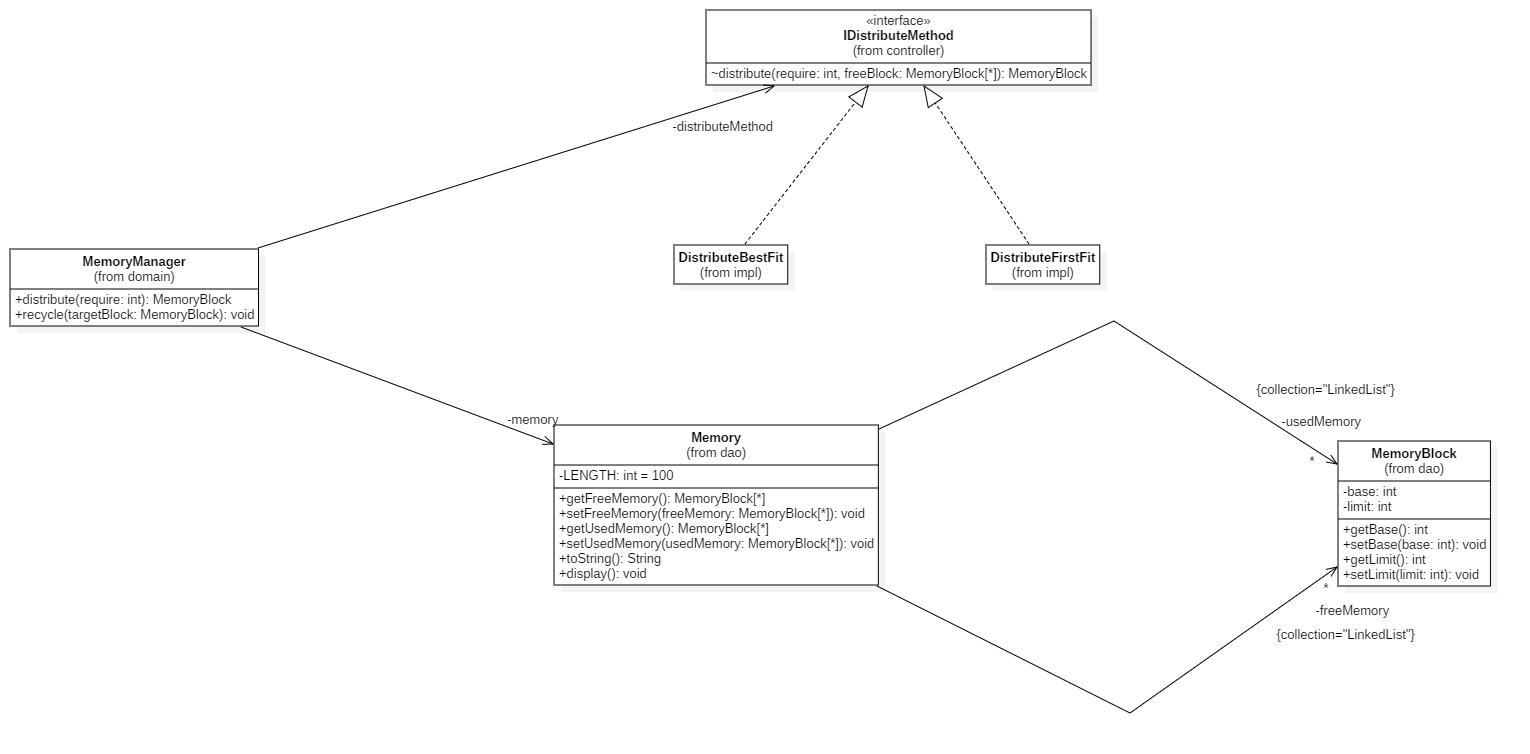 «interface»
IDistributeMethod
(from controller)
~distribute(require: int, freeBlock: MemoryBlock[*]): MemoryBlock
-distributeMethod
MemoryManager
(from domain)
+distribute(require: int): MemoryBlock
+recycle(targetBlock: MemoryBlock): void
DistributeBestFit
(from impl)
DistributeFirstFit
(from impl)
-memory
Memory
(from dao)
-LENGTH: int = 100
+getFreeMemory(): MemoryBlock[*]
+setFreeMemory(freeMemory: MemoryBlock[*]): void
+getUsedMemory(): MemoryBlock[*]
+setUsedMemory(usedMemory: MemoryBlock[*]): void
+toString(): String
+display(): void
{collection="LinkedList"}
-usedMemory
*
MemoryBlock
(from dao)
-base: int
-limit: int
+getBase(): int
+setBase(base: int): void
+getLimit(): int
+setLimit(limit: int): void
*
-freeMemory
{collection="LinkedList"}